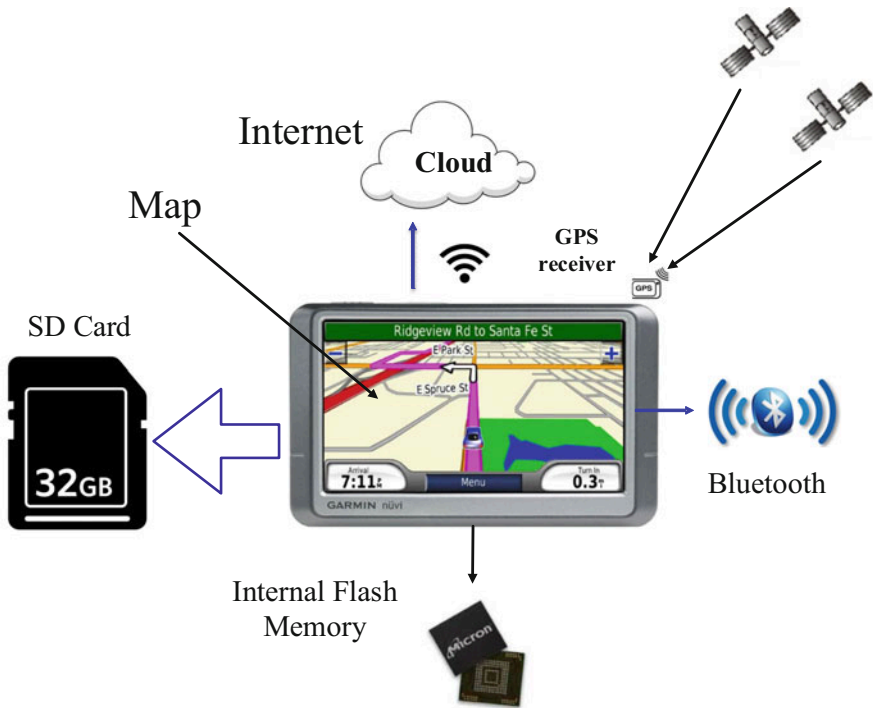 Internet
Cloud
Map
GPS
receiver
GPS
SD Card
32GB
Ridgeview Rd to Santa Fe St
E Park St
E Spruce St
Arrival
7:11
Turn In
0.3
Menu
GARMIN nüvi
Bluetooth
Internal Flash
Memory
Micron